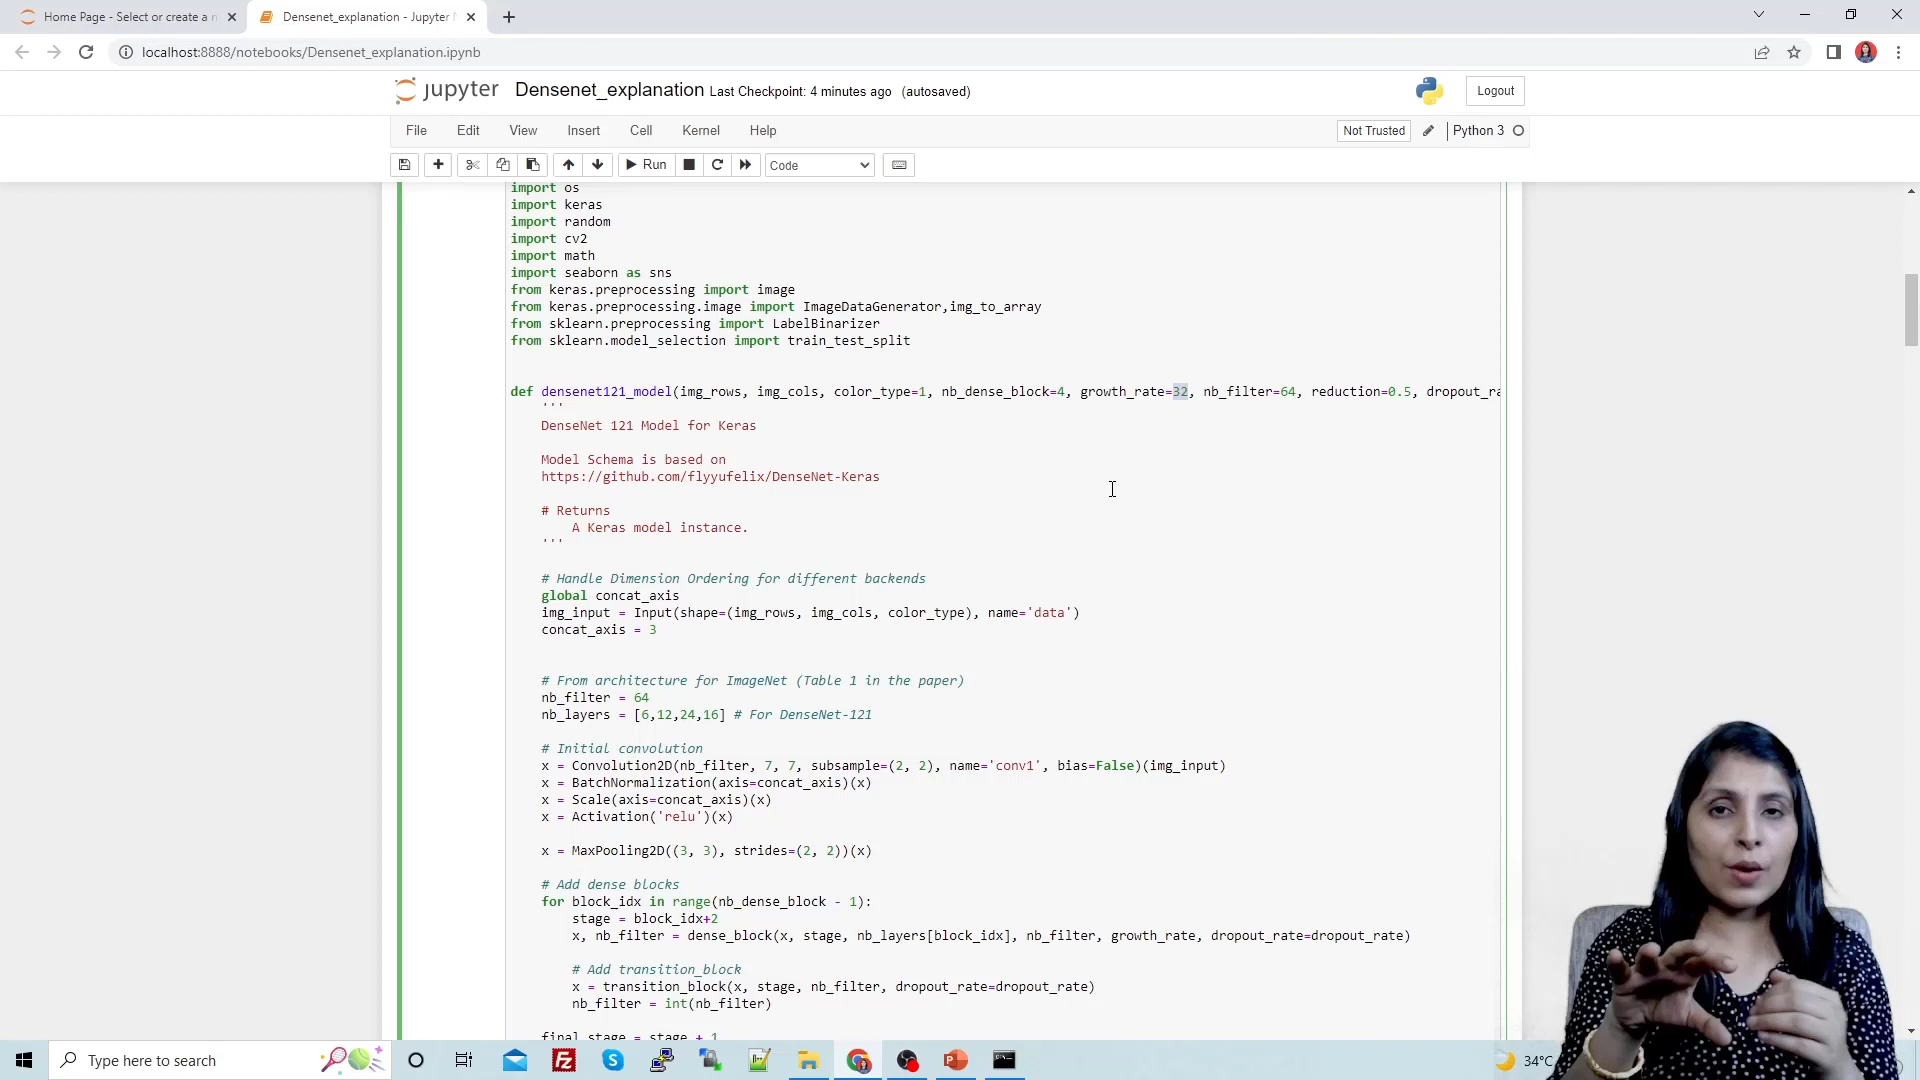 Home Page - Select or create a n
Densenet_explanation - Jupyter N
localhost:8888/notebooks/Densenet_explanation.ipynb
jupyter Densenet_explanation Last Checkpoint: 4 minutes ago (autosaved)
Logout
File Edit View Insert Cell Kernel Help
Not Trusted
Python 3
Run
Code
import os
import keras
import random
import cv2
import math
import seaborn as sns
from keras.preprocessing import image
from keras.preprocessing.image import ImageDataGenerator,img_to_array
from sklearn.preprocessing import LabelBinarizer
from sklearn.model_selection import train_test_split
def densenet121_model(img_rows, img_cols, color_type=1, nb_dense_block=4, growth_rate=32, nb_filter=64, reduction=0.5, dropout_ra
'''
DenseNet 121 Model for Keras
Model Schema is based on
https://github.com/flyyufelix/DenseNet-Keras
# Returns
A Keras model instance.
'''
# Handle Dimension Ordering for different backends
global concat_axis
img_input = Input(shape=(img_rows, img_cols, color_type), name='data')
concat_axis = 3
# From architecture for ImageNet (Table 1 in the paper)
nb_filter = 64
nb_layers = [6,12,24,16] # For DenseNet-121
# Initial convolution
x = Convolution2D(nb_filter, 7, 7, subsample=(2, 2), name='conv1', bias=False)(img_input)
x = BatchNormalization(axis=concat_axis)(x)
x = Scale(axis=concat_axis)(x)
x = Activation('relu')(x)
x = MaxPooling2D((3, 3), strides=(2, 2))(x)
# Add dense blocks
for block_idx in range(nb_dense_block - 1):
stage = block_idx+2
x, nb_filter = dense_block(x, stage, nb_layers[block_idx], nb_filter, growth_rate, dropout_rate=dropout_rate)
# Add transition_block
x = transition_block(x, stage, nb_filter, dropout_rate=dropout_rate)
nb_filter = int(nb_filter)
final_stage = stage + 1
Type here to search
34°C